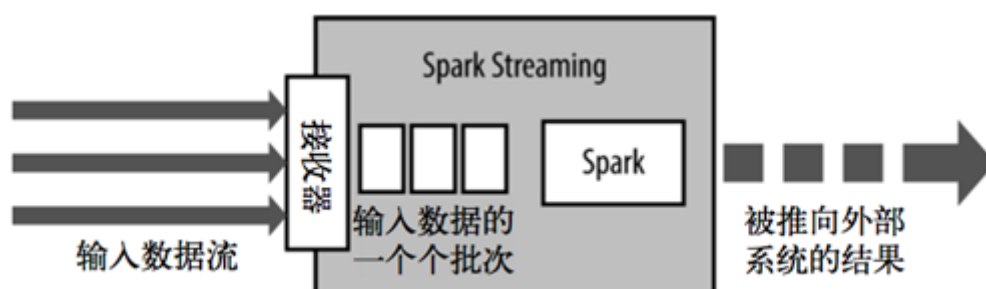 Spark Streaming
接收器
Spark
输入数据流
输入数据的
一个个批次
被推向外部
系统的结果